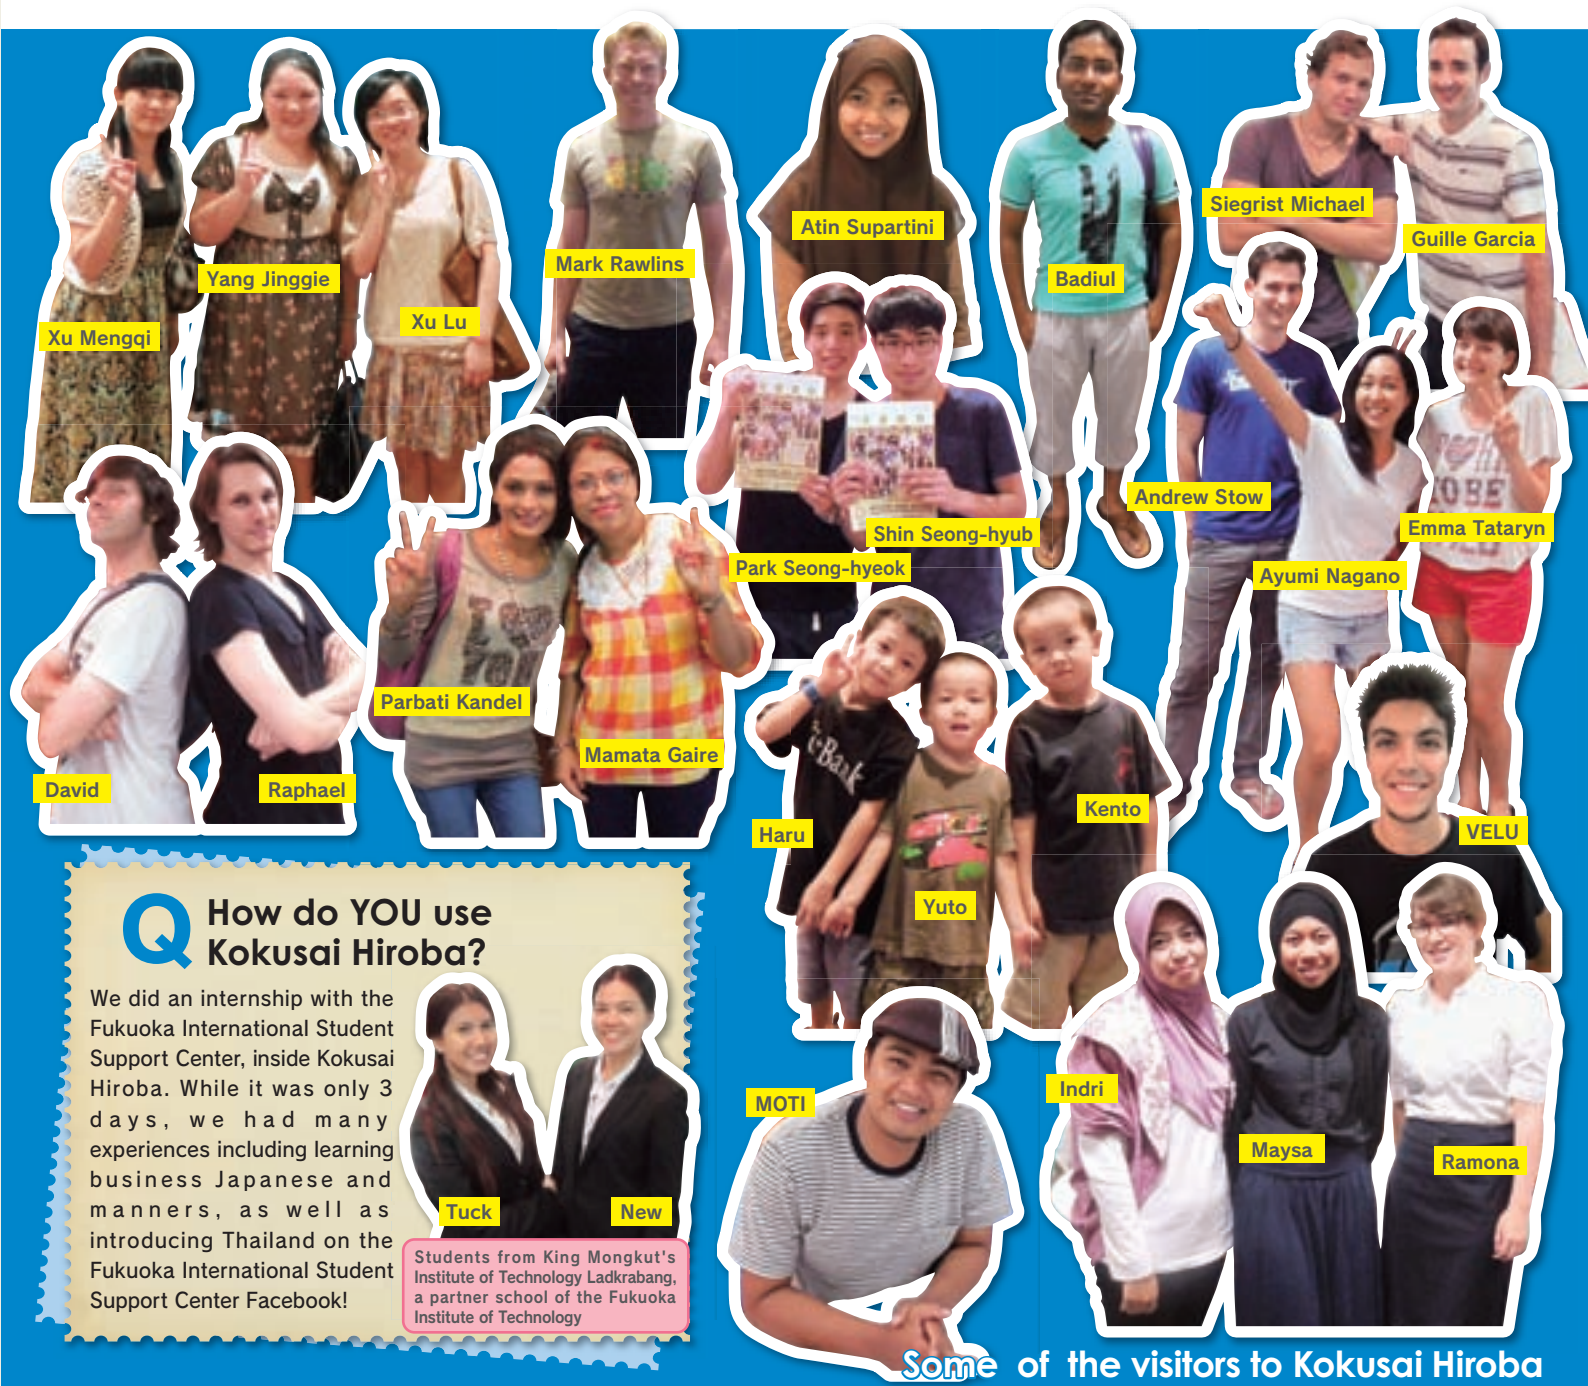 Xu Mengqi
Yang Jinggie
Xu Lu
Mark Rawlins
Atin Supartini
Badiul
Siegrist Michael
Guille Garcia
Park Seong-hyeok
Shin Seong-hyub
Andrew Stow
Ayumi Nagano
Emma Tataryn
David
Raphael
Parbati Kandel
Mamata Gaire
i-Bank
Haru
Yuto
Kento
VELU
Q How do YOU use
Kokusai Hiroba?
We did an internship with the
Fukuoka International Student
Support Center, inside Kokusai
Hiroba. While it was only 3
days, we had many
experiences including learning
business Japanese and
manners, as well as
introducing Thailand on the
Fukuoka International Student
Support Center Facebook!
Tuck
New
Students from King Mongkut's
Institute of Technology Ladkrabang,
a partner school of the Fukuoka
Institute of Technology
MOTI
Indri
Maysa
Ramona
Some of the visitors to Kokusai Hiroba